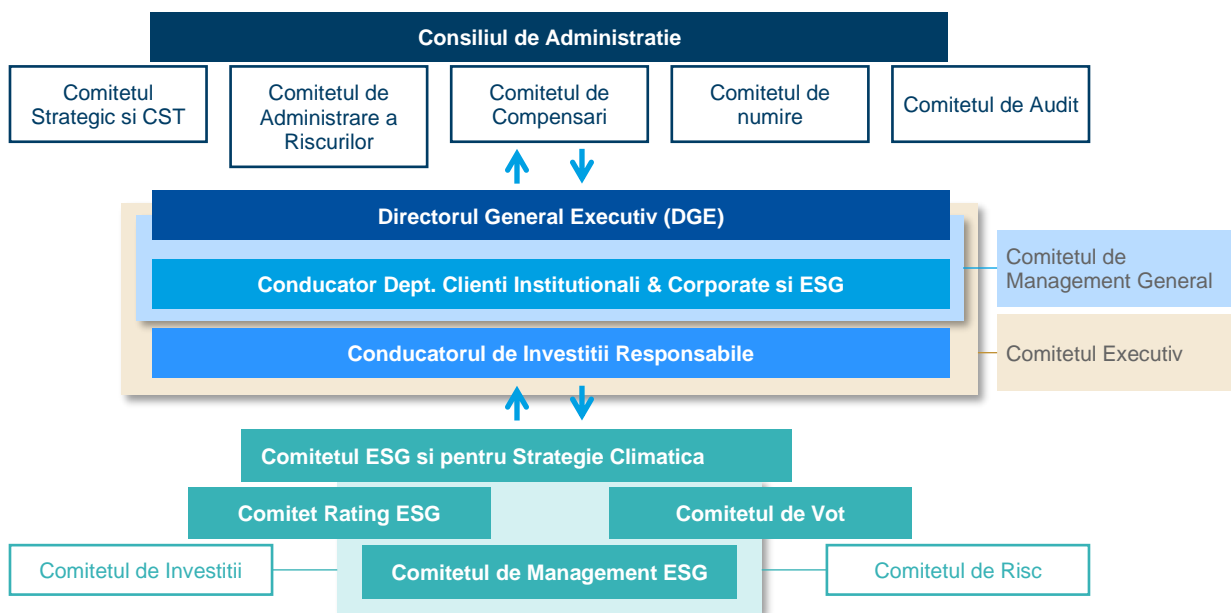 Consiliul de Administratie
Comitetul
Strategic si CST
Comitetul de
Administrare a
Riscurilor
Comitetul de
Compensari
Comitetul de
numire
Comitetul de Audit
Directorul General Executiv (DGE)
Conducator Dept. Clienti Institutionali & Corporate si ESG
Comitetul de
Management General
Conducatorul de Investitii Responsabile
Comitetul Executiv
Comitetul ESG si pentru Strategie Climatica
Comitet Rating ESG
Comitetul de Vot
Comitetul de Investitii
Comitetul de Management ESG
Comitetul de Risc